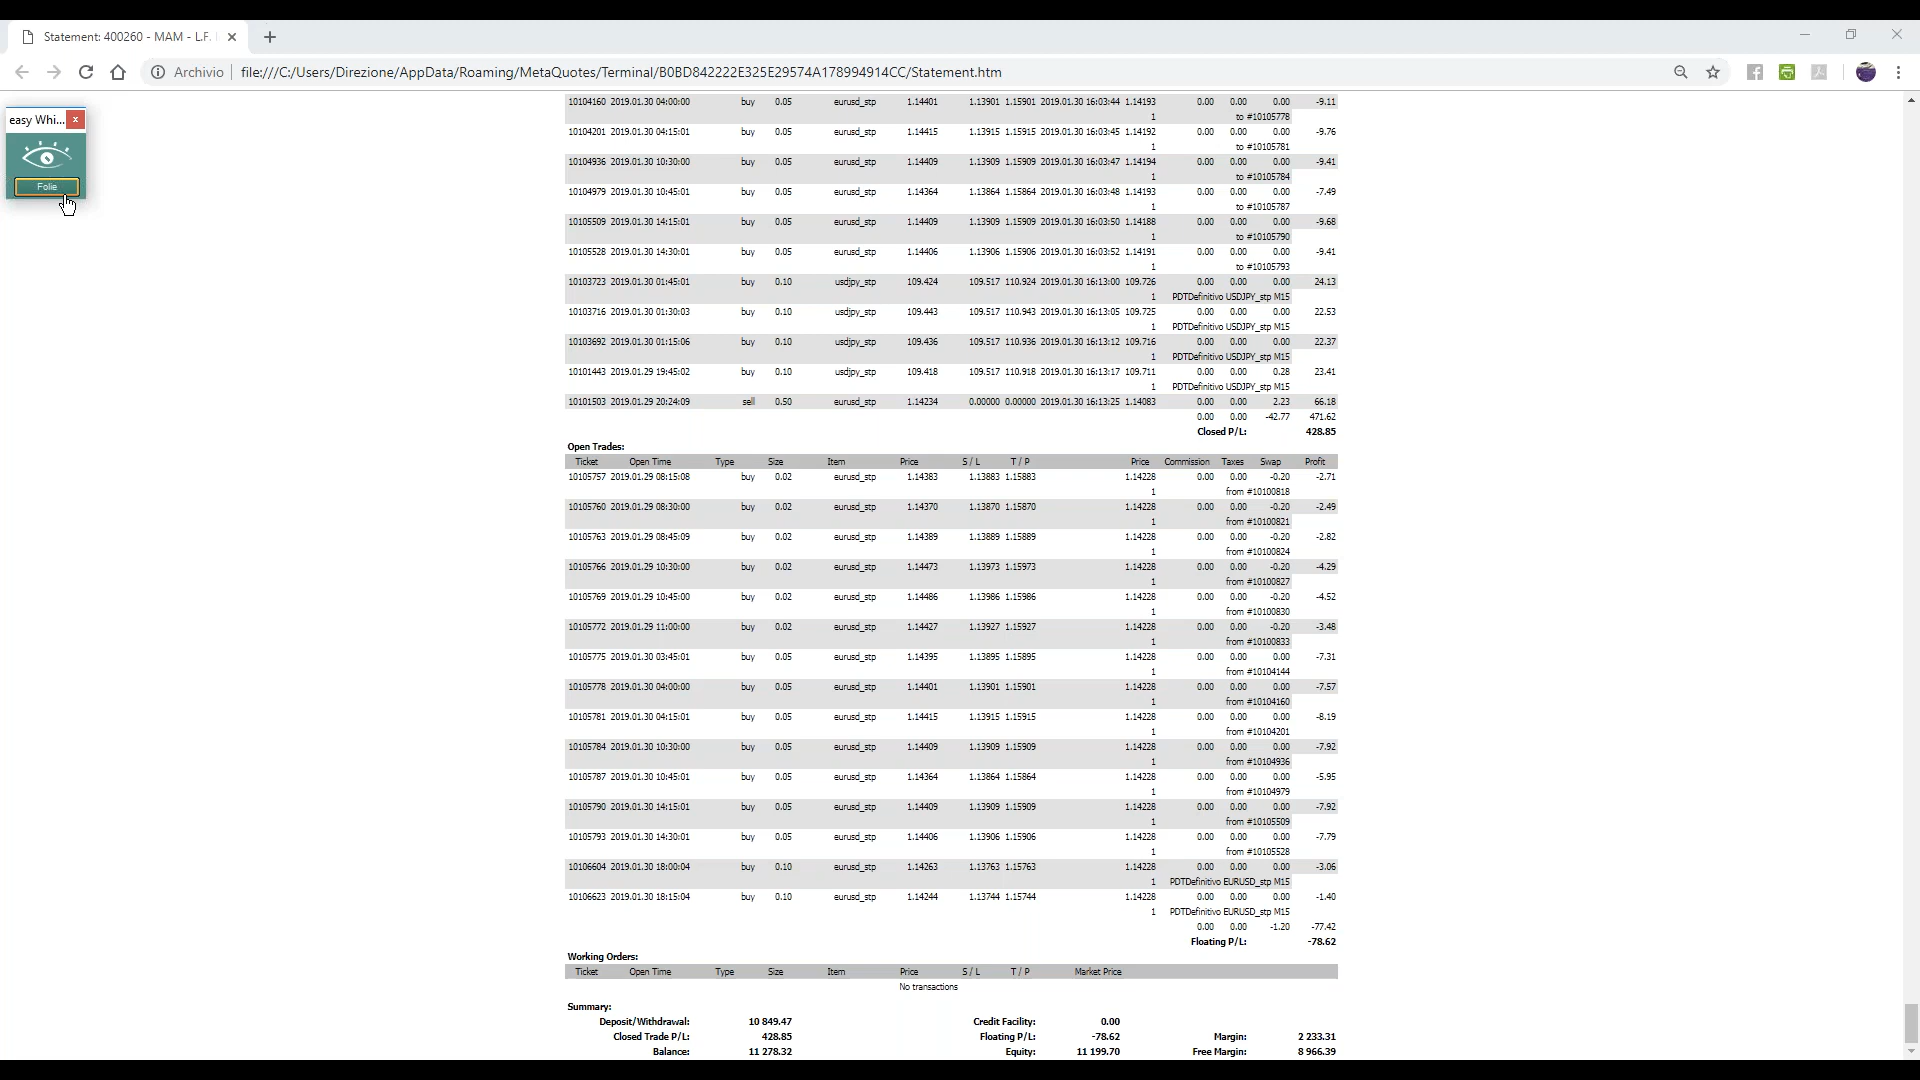 Statement: 400260 - MAM - L.F.
Archivio file:///C:/Users/Direzione/AppData/Roaming/MetaQuotes/Terminal/B0BD842222E325E29574A178994914CC/Statement.htm
easy Whi... x
Folie
10104160 2019.01.30 04:00:00 buy 0.05 eurusd_stp 1.14401 1.13901 1.15901 2019.01.30 16:03:44 1.14193 0.00 0.00 0.00 -9.11
1 to #10105778
10104201 2019.01.30 04:15:01 buy 0.05 eurusd_stp 1.14415 1.13915 1.15915 2019.01.30 16:03:45 1.14192 0.00 0.00 0.00 -9.76
1 to #10105781
10104936 2019.01.30 10:30:00 buy 0.05 eurusd_stp 1.14409 1.13909 1.15909 2019.01.30 16:03:47 1.14194 0.00 0.00 0.00 -9.41
1 to #10105784
10104979 2019.01.30 10:45:01 buy 0.05 eurusd_stp 1.14364 1.13864 1.15864 2019.01.30 16:03:48 1.14193 0.00 0.00 0.00 -7.49
1 to #10105787
10105509 2019.01.30 14:15:01 buy 0.05 eurusd_stp 1.14409 1.13909 1.15909 2019.01.30 16:03:50 1.14188 0.00 0.00 0.00 -9.68
1 to #10105790
10105528 2019.01.30 14:30:01 buy 0.05 eurusd_stp 1.14406 1.13906 1.15906 2019.01.30 16:03:52 1.14191 0.00 0.00 0.00 -9.41
1 to #10105793
10103723 2019.01.30 01:45:01 buy 0.10 usdjpy_stp 109.424 109.517 110.924 2019.01.30 16:13:00 109.726 0.00 0.00 0.00 24.13
1 PDTDefinitivo USDJPY_stp M15
10103716 2019.01.30 01:30:03 buy 0.10 usdjpy_stp 109.443 109.517 110.943 2019.01.30 16:13:05 109.725 0.00 0.00 0.00 22.53
1 PDTDefinitivo USDJPY_stp M15
10103692 2019.01.30 01:15:06 buy 0.10 usdjpy_stp 109.436 109.517 110.936 2019.01.30 16:13:12 109.716 0.00 0.00 0.00 22.37
1 PDTDefinitivo USDJPY_stp M15
10101443 2019.01.29 19:45:02 buy 0.10 usdjpy_stp 109.418 109.517 110.918 2019.01.30 16:13:17 109.711 0.00 0.00 0.28 23.41
1 PDTDefinitivo USDJPY_stp M15
10101503 2019.01.29 20:24:09 sell 0.50 eurusd_stp 1.14234 0.00000 0.00000 2019.01.30 16:13:25 1.14083 0.00 0.00 2.23 66.18
0.00 0.00 -42.77 471.62
Closed P/L: 428.85
Open Trades:
Ticket Open Time Type Size Item Price S / L T / P Price Commission Taxes Swap Profit
10105757 2019.01.29 08:15:08 buy 0.02 eurusd_stp 1.14383 1.13883 1.15883 1.14228 0.00 0.00 -0.20 -2.71
1 from #10100818
10105760 2019.01.29 08:30:00 buy 0.02 eurusd_stp 1.14370 1.13870 1.15870 1.14228 0.00 0.00 -0.20 -2.49
1 from #10100821
10105763 2019.01.29 08:45:09 buy 0.02 eurusd_stp 1.14389 1.13889 1.15889 1.14228 0.00 0.00 -0.20 -2.82
1 from #10100824
10105766 2019.01.29 10:30:00 buy 0.02 eurusd_stp 1.14473 1.13973 1.15973 1.14228 0.00 0.00 -0.20 -4.29
1 from #10100827
10105769 2019.01.29 10:45:00 buy 0.02 eurusd_stp 1.14486 1.13986 1.15986 1.14228 0.00 0.00 -0.20 -4.52
1 from #10100830
10105772 2019.01.29 11:00:00 buy 0.02 eurusd_stp 1.14427 1.13927 1.15927 1.14228 0.00 0.00 -0.20 -3.48
1 from #10100833
10105775 2019.01.30 03:45:01 buy 0.05 eurusd_stp 1.14395 1.13895 1.15895 1.14228 0.00 0.00 0.00 -7.31
1 from #10104144
10105778 2019.01.30 04:00:00 buy 0.05 eurusd_stp 1.14401 1.13901 1.15901 1.14228 0.00 0.00 0.00 -7.57
1 from #10104160
10105781 2019.01.30 04:15:01 buy 0.05 eurusd_stp 1.14415 1.13915 1.15915 1.14228 0.00 0.00 0.00 -8.19
1 from #10104201
10105784 2019.01.30 10:30:00 buy 0.05 eurusd_stp 1.14409 1.13909 1.15909 1.14228 0.00 0.00 0.00 -7.92
1 from #10104936
10105787 2019.01.30 10:45:01 buy 0.05 eurusd_stp 1.14364 1.13864 1.15864 1.14228 0.00 0.00 0.00 -5.95
1 from #10104979
10105790 2019.01.30 14:15:01 buy 0.05 eurusd_stp 1.14409 1.13909 1.15909 1.14228 0.00 0.00 0.00 -7.92
1 from #10105509
10105793 2019.01.30 14:30:01 buy 0.05 eurusd_stp 1.14406 1.13906 1.15906 1.14228 0.00 0.00 0.00 -7.79
1 from #10105528
10106604 2019.01.30 18:00:04 buy 0.10 eurusd_stp 1.14263 1.13763 1.15763 1.14228 0.00 0.00 0.00 -3.06
1 PDTDefinitivo EURUSD_stp M15
10106623 2019.01.30 18:15:04 buy 0.10 eurusd_stp 1.14244 1.13744 1.15744 1.14228 0.00 0.00 0.00 -1.40
1 PDTDefinitivo EURUSD_stp M15
0.00 0.00 -1.20 -77.42
Floating P/L: -78.62
Working Orders:
Ticket Open Time Type Size Item Price S / L T / P Market Price
No transactions
Summary:
Deposit/Withdrawal: 10 849.47 Credit Facility: 0.00
Closed Trade P/L: 428.85 Floating P/L: -78.62 Margin: 2 233.31
Balance: 11 278.32 Equity: 11 199.70 Free Margin: 8 966.39